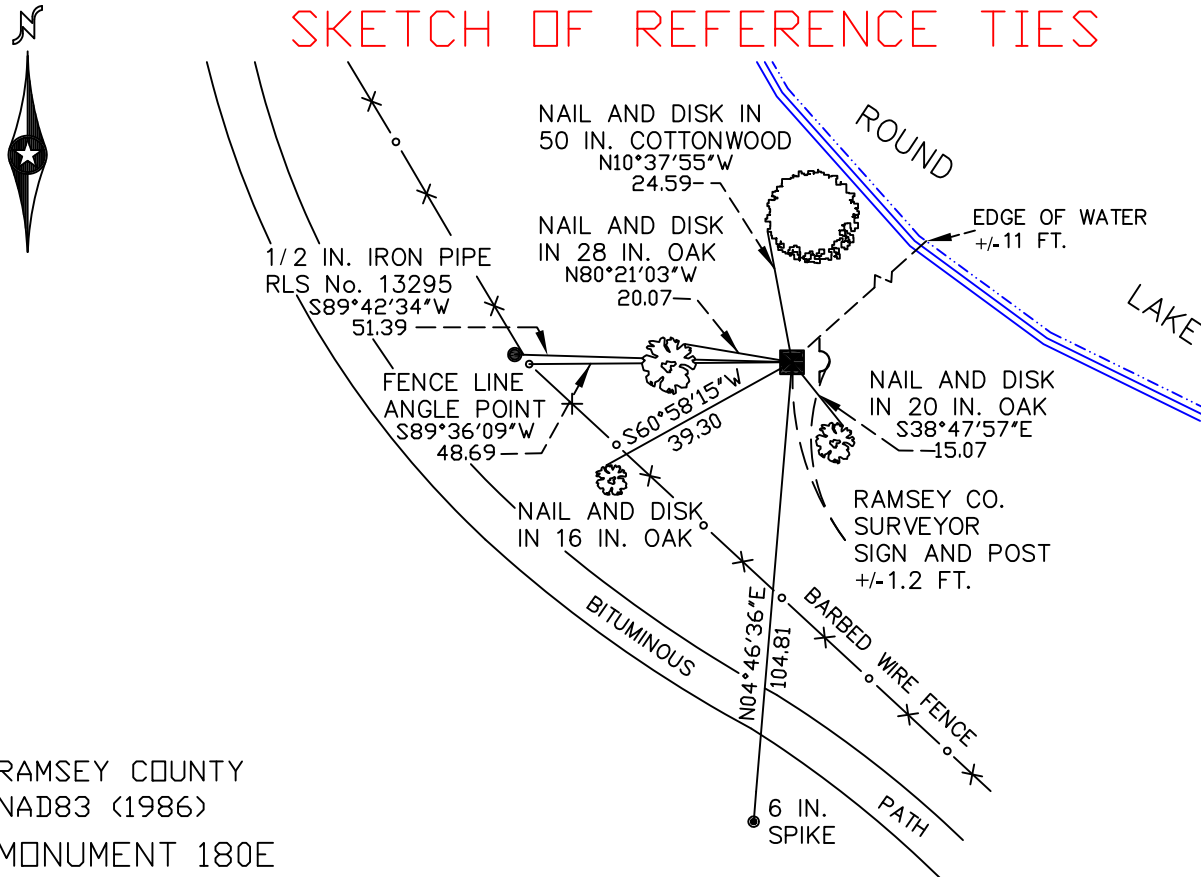 N
SKETCH OF REFERENCE TIES
NAIL AND DISK IN
50 IN. COTTONWOOD
N10°37'55"W
24.59
ROUND
LAKE
EDGE OF WATER
+/-11 FT.
NAIL AND DISK
IN 28 IN. OAK
N80°21'03"W
20.07
1/2 IN. IRON PIPE
RLS No. 13295
S89°42'34"W
51.39
FENCE LINE
ANGLE POINT
S89°36'09"W
48.69
S60°58'15"W
39.30
NAIL AND DISK
IN 20 IN. OAK
S38°47'57"E
15.07
NAIL AND DISK
IN 16 IN. OAK
RAMSEY CO.
SURVEYOR
SIGN AND POST
+/-1.2 FT.
N04°46'36"E
104.81
BARBED WIRE FENCE
BITUMINOUS
PATH
6 IN.
SPIKE
RAMSEY COUNTY
NAD83 (1986)
MONUMENT 180E